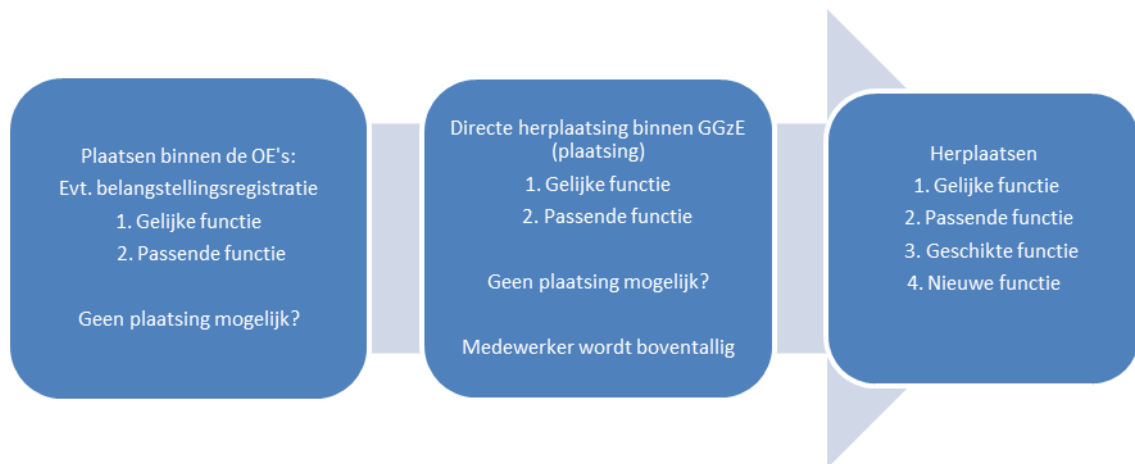 Plaatsen binnen de OE's:
Evt. belangstellingsregistratie
1. Gelijke functie
2. Passende functie
Geen plaatsing mogelijk?
Directe herplaatsing binnen GGzE
(plaatsing)
1. Gelijke functie
2. Passende functie
Geen plaatsing mogelijk?
Medewerker wordt boventallig
Herplaatsen
1. Gelijke functie
2. Passende functie
3. Geschikte functie
4. Nieuwe functie